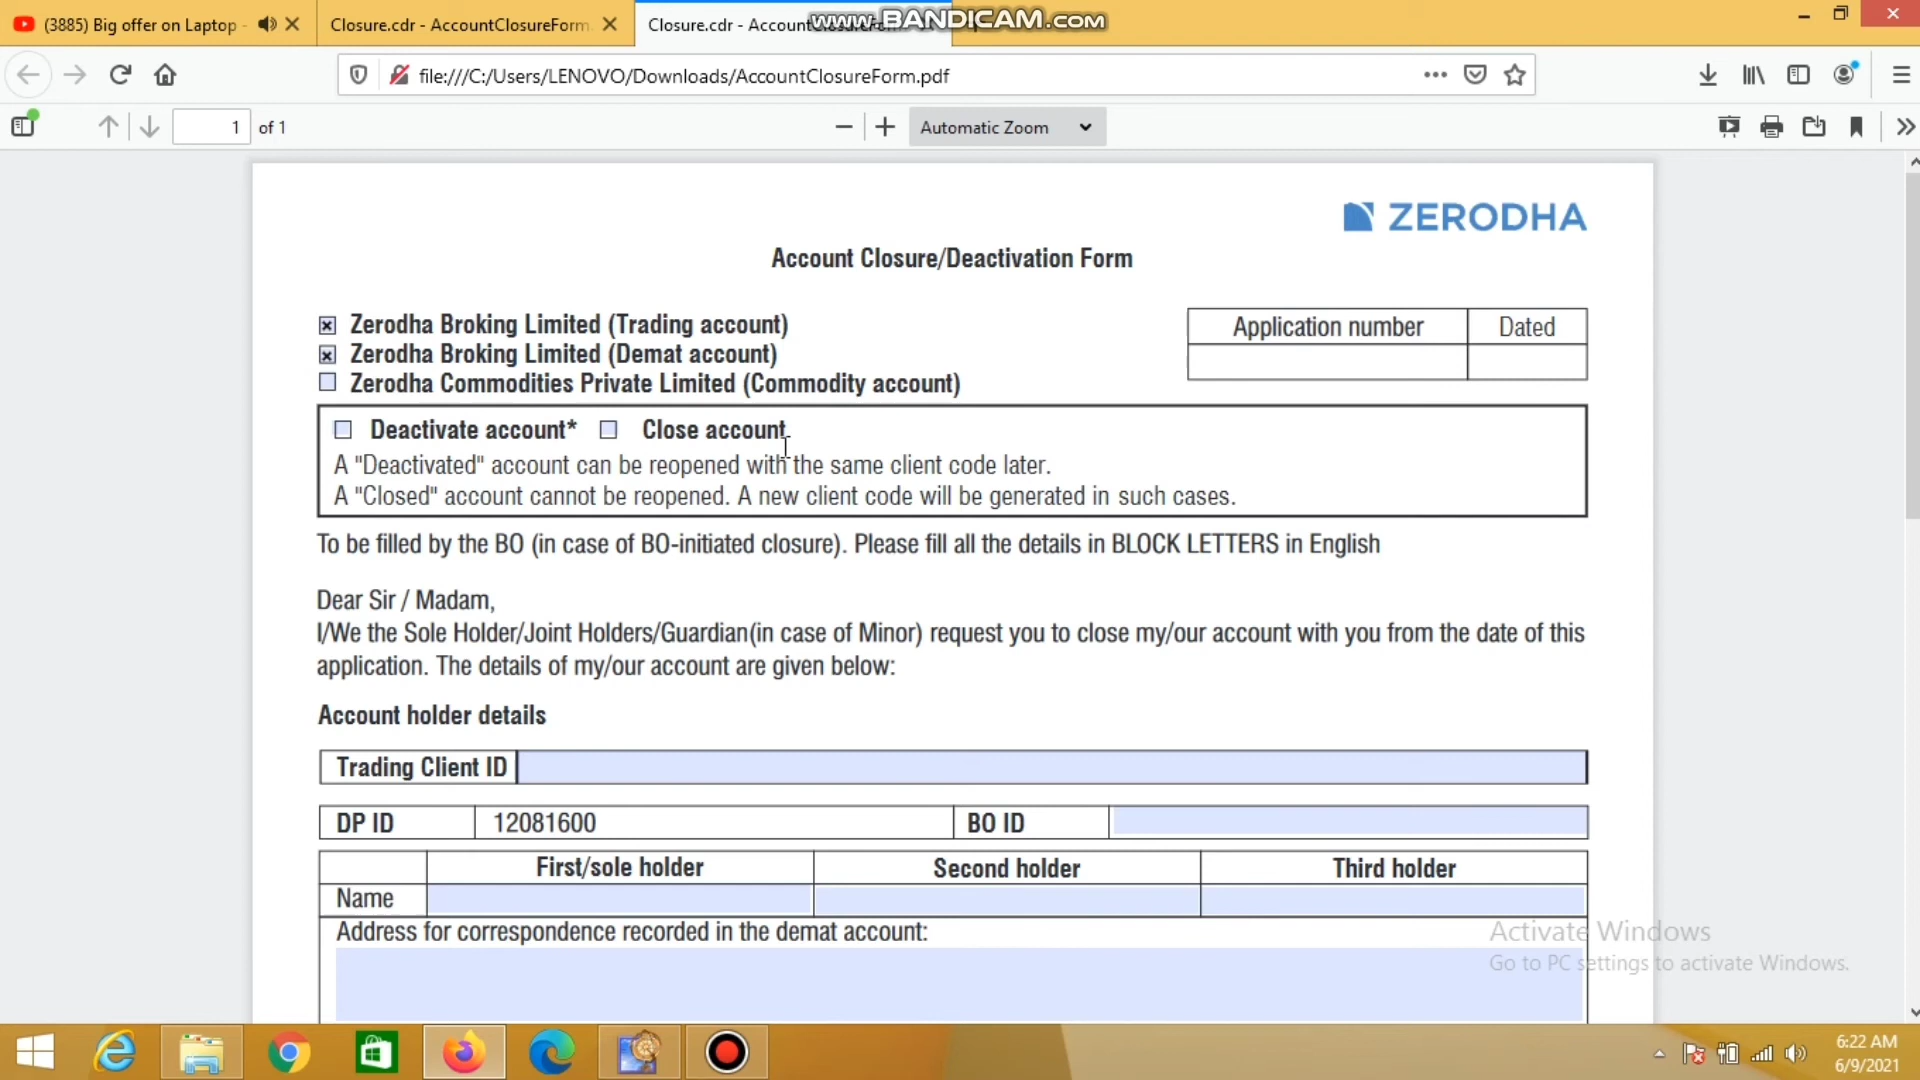 (3885) Big offer on Laptop -
Closure.cdr - AccountClosureForm.
Closure.cdr -
www.BANDICAM.com
file:///C:/Users/LENOVO/Downloads/AccountClosureForm.pdf
1 of 1
Automatic Zoom
ZERODHA
Account Closure/Deactivation Form
Zerodha Broking Limited (Trading account)
Zerodha Broking Limited (Demat account)
Zerodha Commodities Private Limited (Commodity account)
Application number Dated
Deactivate account* Close account
A "Deactivated" account can be reopened with the same client code later.
A "Closed" account cannot be reopened. A new client code will be generated in such cases.
To be filled by the BO (in case of BO-initiated closure). Please fill all the details in BLOCK LETTERS in English
Dear Sir / Madam,
I/We the Sole Holder/Joint Holders/Guardian(in case of Minor) request you to close my/our account with you from the date of this
application. The details of my/our account are given below:
Account holder details
Trading Client ID
DP ID 12081600 BO ID
First/sole holder Second holder Third holder
Name
Address for correspondence recorded in the demat account:
Activate Windows
Go to PC settings to activate Windows.
6:22 AM
6/9/2021